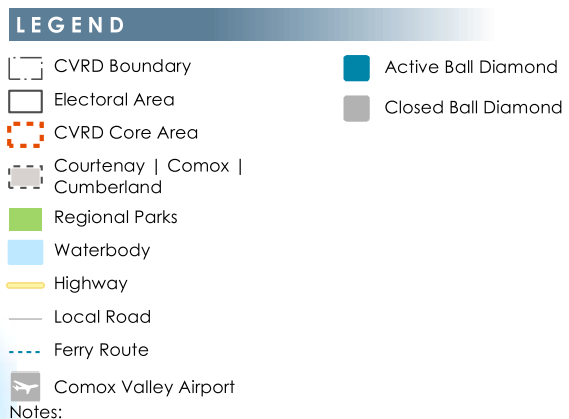 LEGEND
CVRD Boundary
Electoral Area
CVRD Core Area
Courtenay | Comox |
Cumberland
Regional Parks
Waterbody
Highway
Local Road
Ferry Route
Comox Valley Airport
Notes:
Active Ball Diamond
Closed Ball Diamond